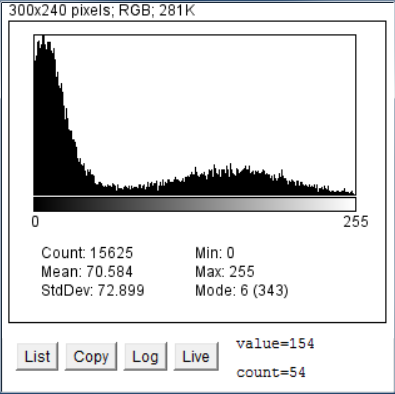 300x240 pixels; RGB; 281K
0 255
Count: 15625 Min: 0
Mean: 70.584 Max: 255
StdDev: 72.899 Mode: 6 (343)
List Copy Log Live value=154
count=54